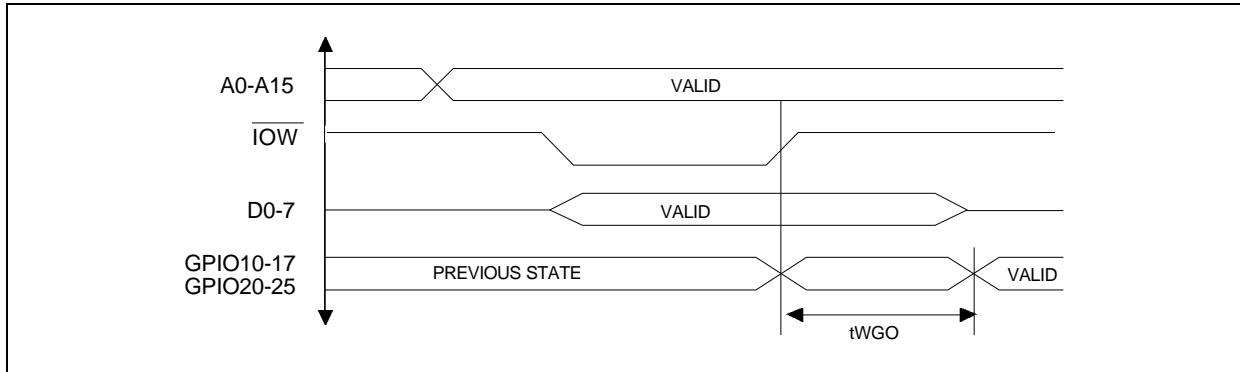 A0-A15
VALID
IOW
D0-7
VALID
GPIO10-17
GPIO20-25
PREVIOUS STATE
VALID
tWGO